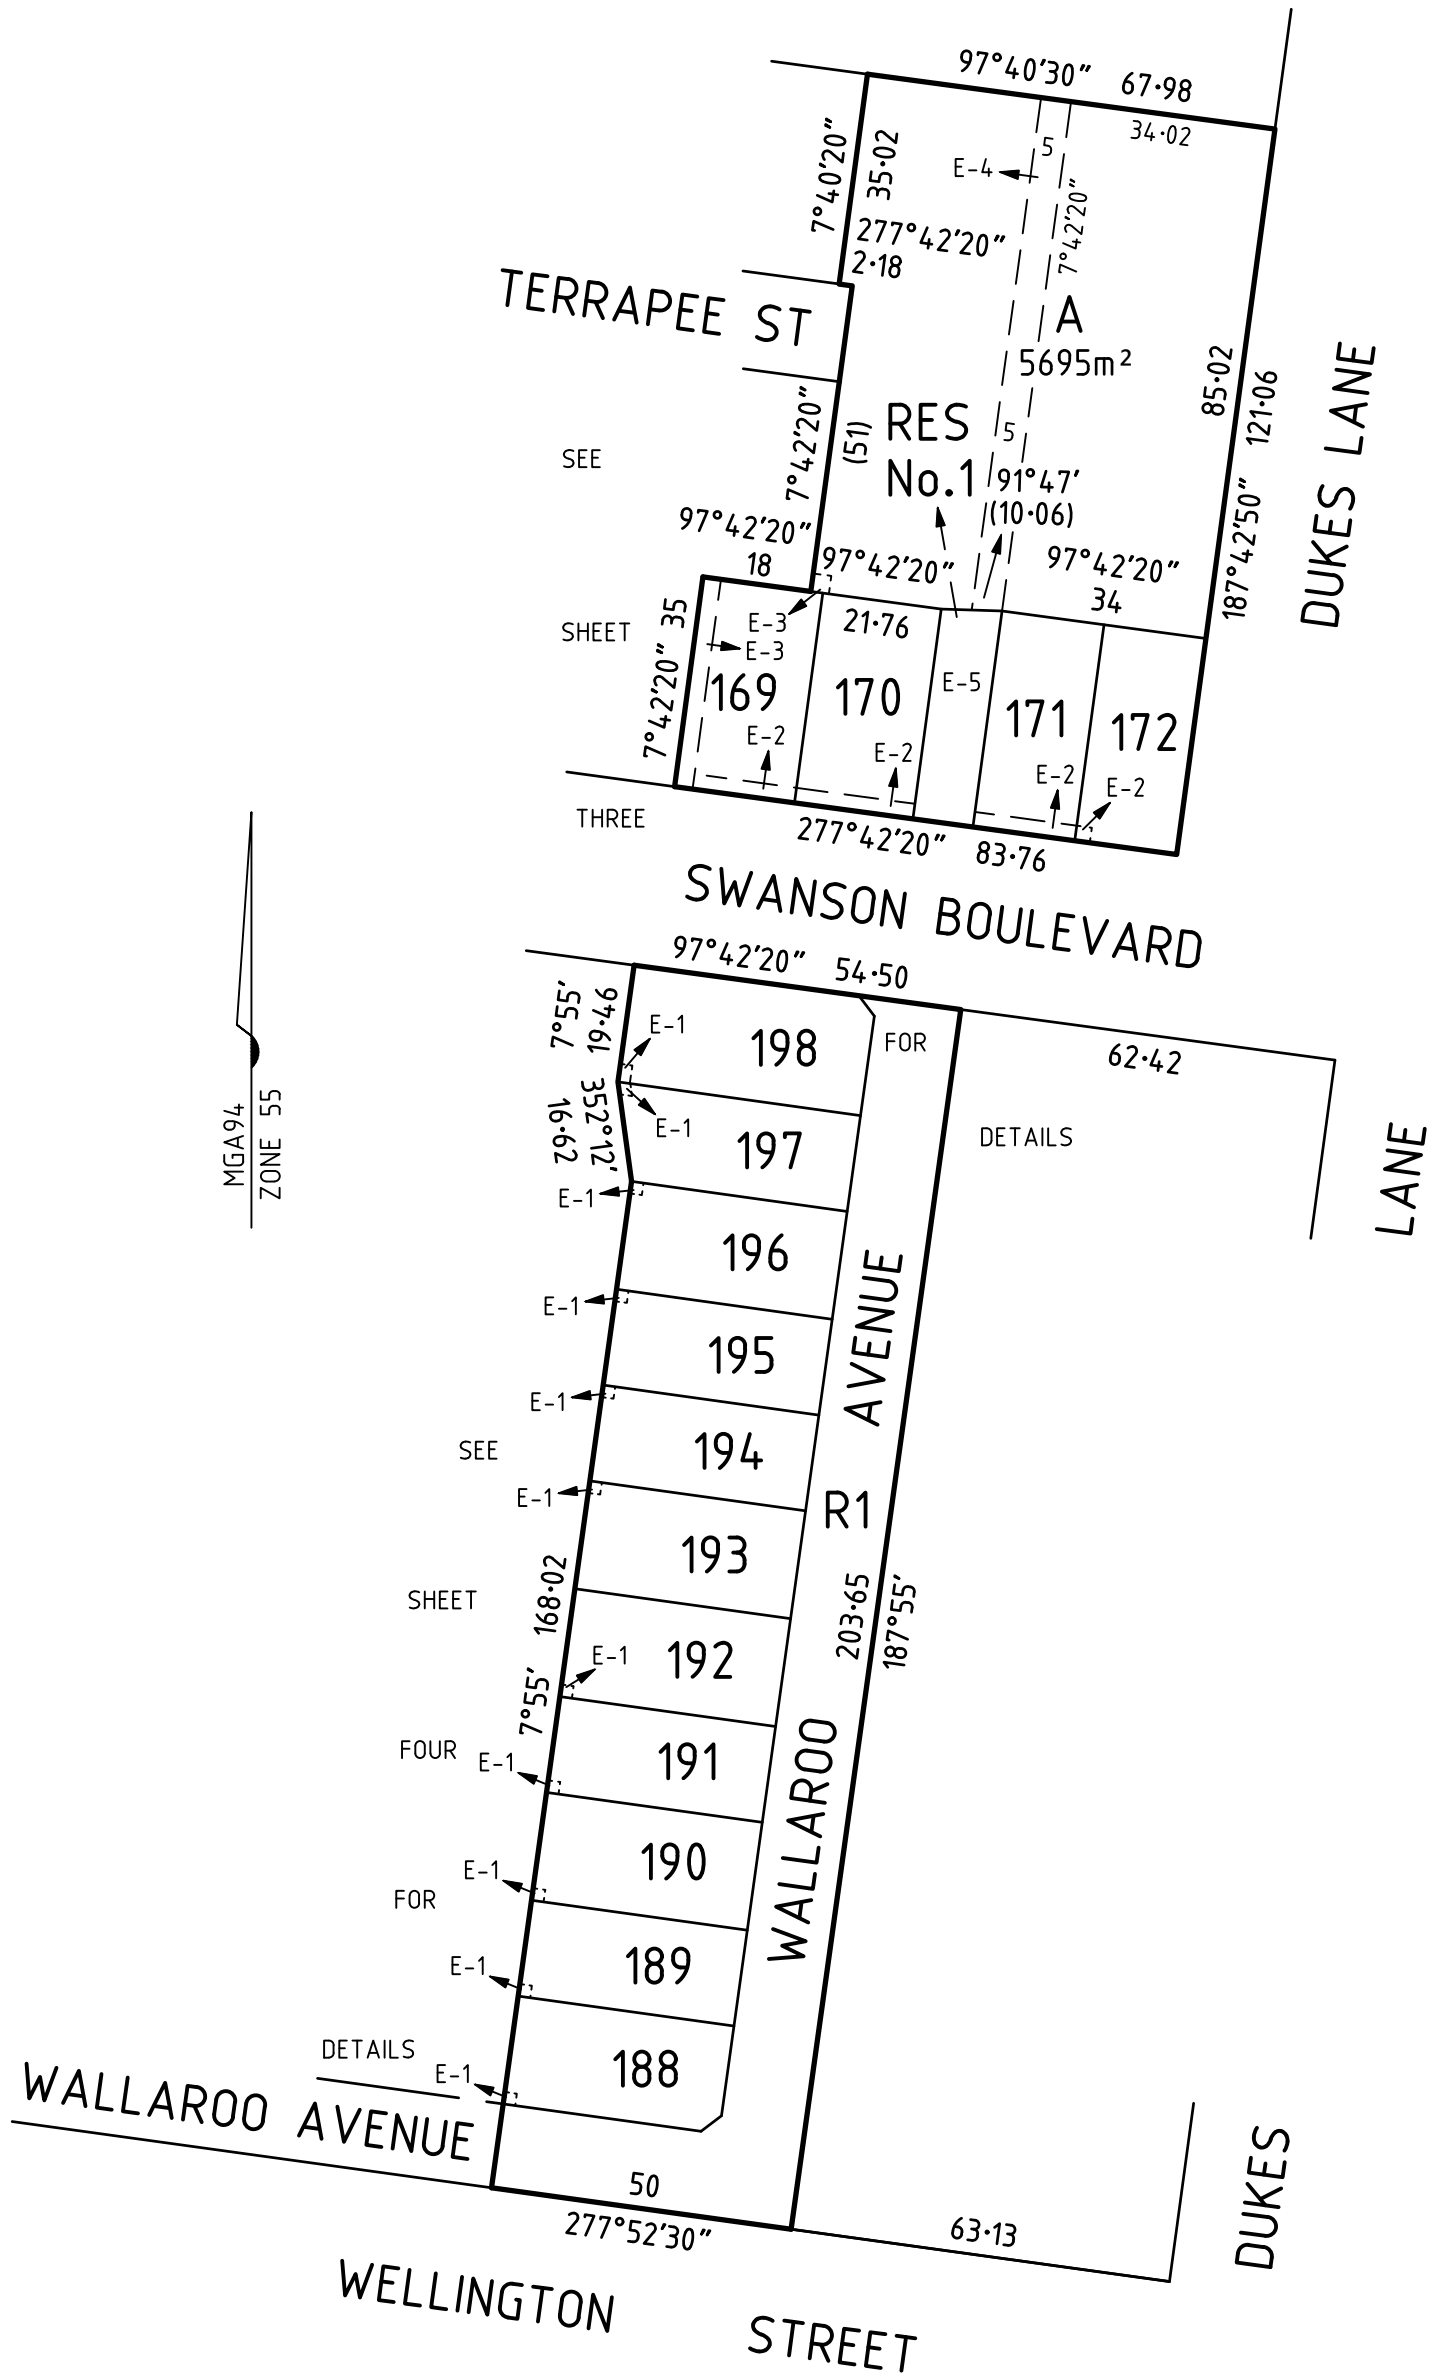 97°40'30" 67·98
34·02
7°40'20"
35·02
5
E-4
7°42'20"
277°42'20"
2·18
TERRAPEE ST
A
5695m²
85·02
121·06
187°42'50"
DUKES LANE
7°42'20"
(51)
RES
No.1
5
91°47'
(10·06)
SEE
97°42'20"
18
97°42'20"
97°42'20"
34
SHEET
7°42'20" 35
E-3
E-3
21·76
169
170
E-5
171
172
E-2
E-2
E-2
E-2
THREE
277°42'20" 83·76
SWANSON BOULEVARD
97°42'20" 54·50
7°55'
19·46
E-1
198
FOR
62·42
352°12'
16·62
E-1
197
DETAILS
LANE
MGA94
ZONE 55
E-1
196
E-1
195
E-1
194
SEE
E-1
193
AVENUE
R1
SHEET
7°55' 168·02
203·65
187°55'
E-1
192
FOUR
E-1
191
WALLAROO
E-1
190
FOR
E-1
189
DETAILS
E-1
188
WALLAROO AVENUE
50
277°52'30"
63·13
DUKES
WELLINGTON STREET